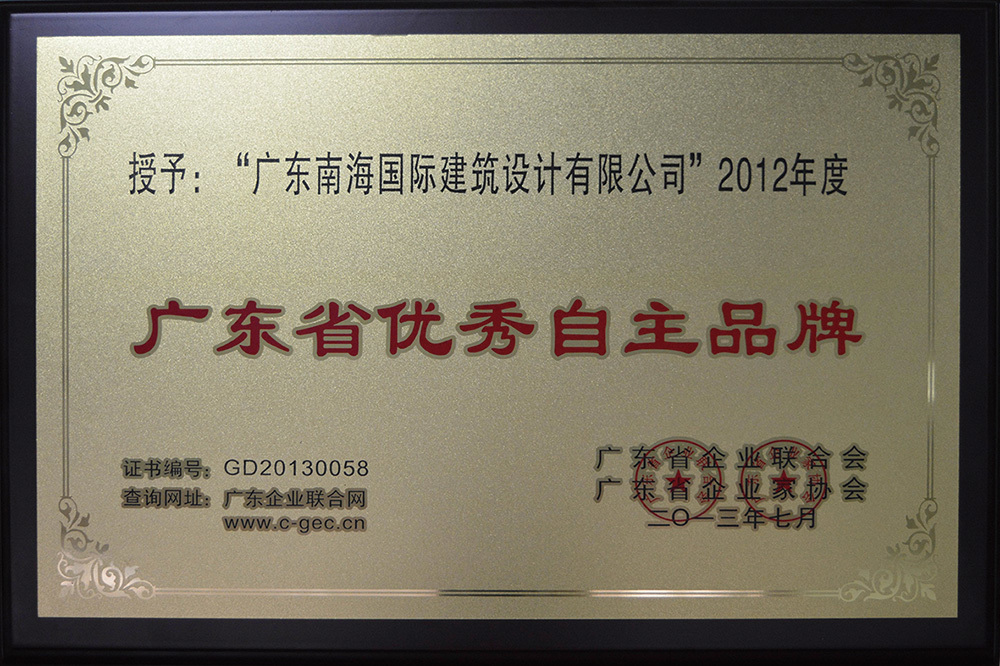 授予：“广东南海国际建筑设计有限公司”2012年度
广东省优秀自主品牌
证书编号：GD20130058
查询网址：广东企业联合网
www.c-gec.cn
广东省企业联合会
广东省企业家协会
二〇一三年七月